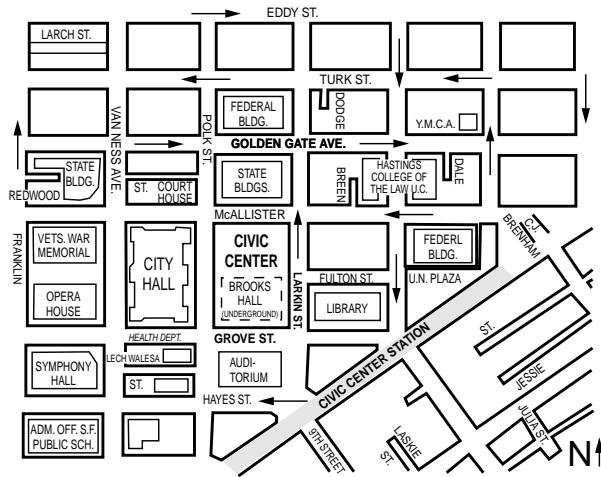 EDDY ST.
LARCH ST.
TURK ST.
VAN NESS AVE.
POLK ST.
FEDERAL
BLDG.
DODGE
Y.M.C.A.
GOLDEN GATE AVE.
STATE
BLDG.
REDWOOD
ST. COURT
HOUSE
STATE
BLDGS.
BREEN
HASTINGS
COLLEGE OF
THE LAW U.C.
DALE
McALLISTER
FRANKLIN
VETS. WAR
MEMORIAL
OPERA
HOUSE
CITY
HALL
CIVIC
CENTER
BROOKS
HALL
(UNDERGROUND)
LARKIN ST.
FULTON ST.
LIBRARY
FEDERL
BLDG.
U.N. PLAZA
C.J.
BRENHAM
GROVE ST.
HEALTH DEPT.
LECH WALESA
ST.
SYMPHONY
HALL
AUDI-
TORIUM
CIVIC CENTER STATION
HAYES ST.
ST.
JESSIE
JULIA ST.
ADM. OFF. S.F.
PUBLIC SCH.
9TH STREET
LASKIE
ST.
N